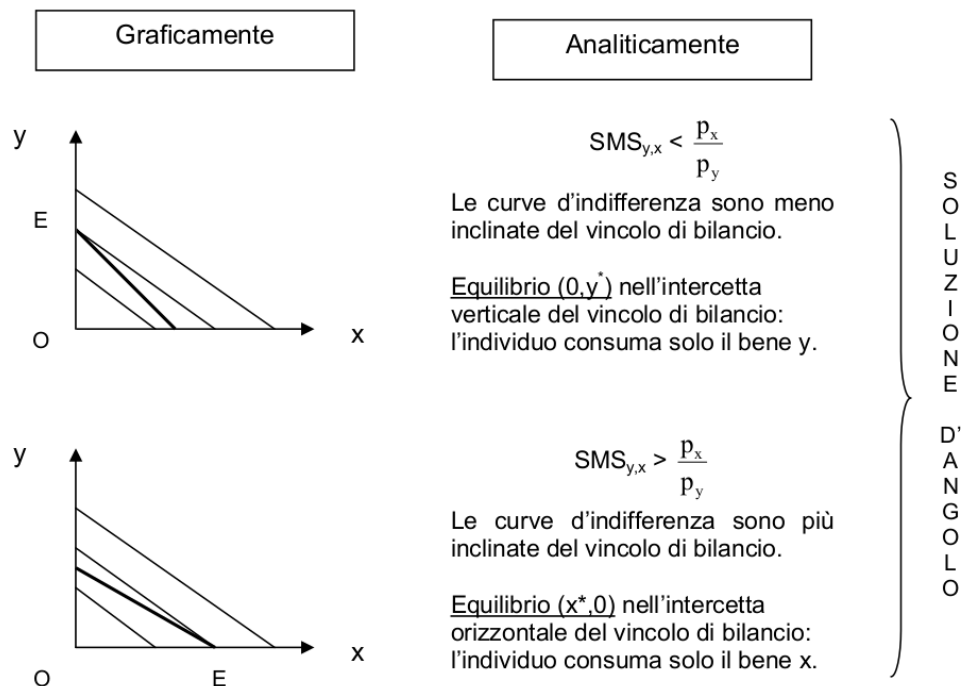 Graficamente
Analiticamente
y
E
O
x
SMSy,x < px
py
Le curve d'indifferenza sono meno
inclinate del vincolo di bilancio.
Equilibrio (0,y*) nell'intercetta
verticale del vincolo di bilancio:
l'individuo consuma solo il bene y.
y
O
E
x
SMSy,x > px
py
Le curve d'indifferenza sono più
inclinate del vincolo di bilancio.
Equilibrio (x*,0) nell'intercetta
orizzontale del vincolo di bilancio:
l'individuo consuma solo il bene x.
SOLUZIONE
D'ANGOLO